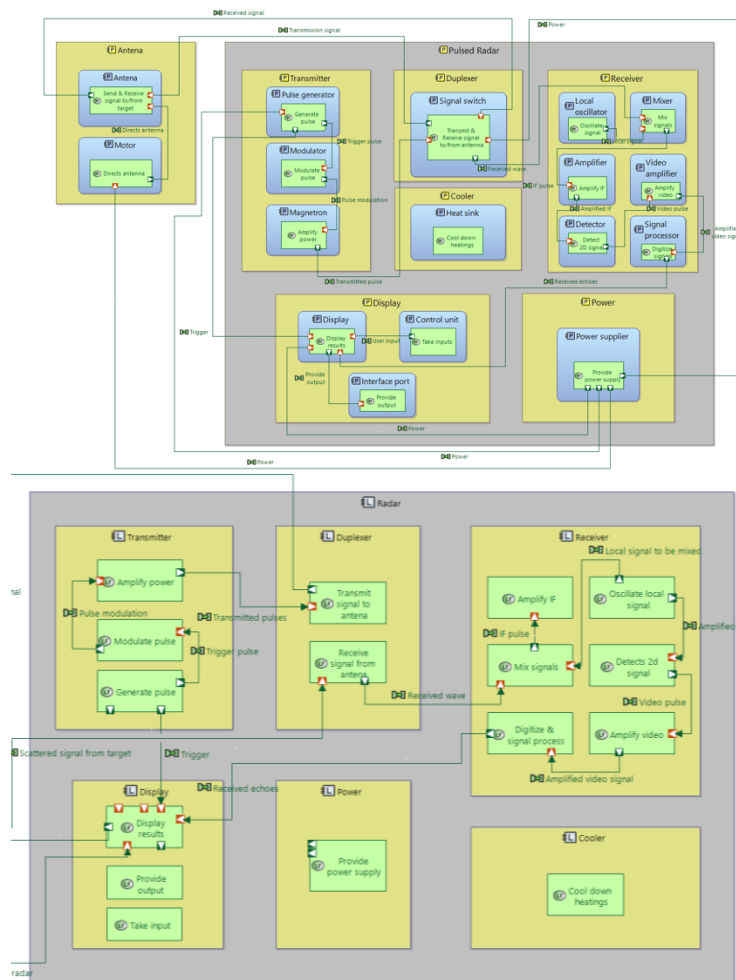 Received signal
Power
Transmission signal
Antena
Pulsed Radar
Antena
Send & Receive
signal to/from
target
Directs antenna
Motor
Directs antenna
Transmitter
Pulse generator
Generate
pulse
Trigger pulse
Modulator
Modulate
pulse
Pulse modulation
Magnetron
Amplify
power
Transmitted pulse
Duplexer
Signal switch
Transmit &
Receive signal
to/from antenna
Received wave
Cooler
Heat sink
Cool down
heatings
Receiver
Local
oscillator
Oscillate
signal
Mixer
Mix
signals
Local signal
IF pulse
Amplifier
Amplify IF
Amplified IF
Video
amplifier
Amplify
video
Video pulse
Detector
Detect
2D signal
Signal
processor
Digitize
signals
Amplifie
video sign
Received echoes
Trigger
Display
Display
Display
results
User input
Control unit
Take inputs
Provide
output
Interface port
Provide
output
Power
Power supplier
Provide
power supply
Power
Power
Power
Radar
Transmitter
Amplify power
Pulse modulation
Transmitted pulses
Modulate pulse
Trigger pulse
Generate pulse
Duplexer
Transmit
signal to
antena
Receive
signal from
antena
Received wave
Receiver
Local signal to be mixed
Amplify IF
Oscillate local
signal
IF pulse
Amplified
Mix signals
Detects 2d
signal
Video pulse
Digitize &
signal process
Amplify video
Amplified video signal
Scattered signal from target
Trigger
Received echoes
Display
Display
results
Provide
output
Take input
Power
Provide
power supply
Cooler
Cool down
heatings
radar